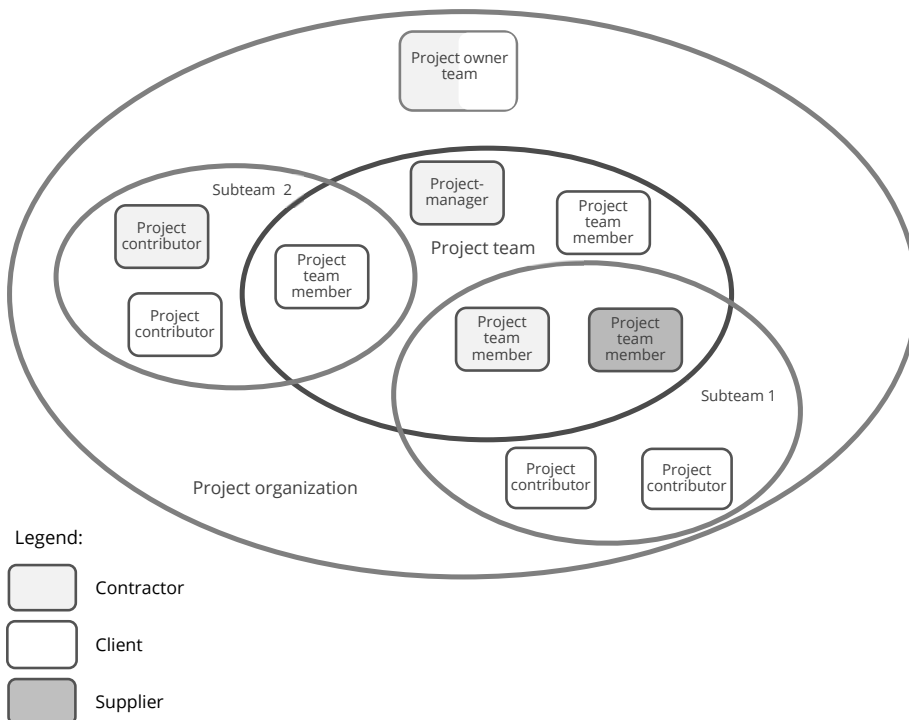 Project owner
team
Subteam 2
Project-
manager
Project
contributor
Project
team
member
Project team
Project
team
member
Project
contributor
Project
team
member
Project
team
member
Subteam 1
Project
contributor
Project
contributor
Project organization
Legend:
Contractor
Client
Supplier